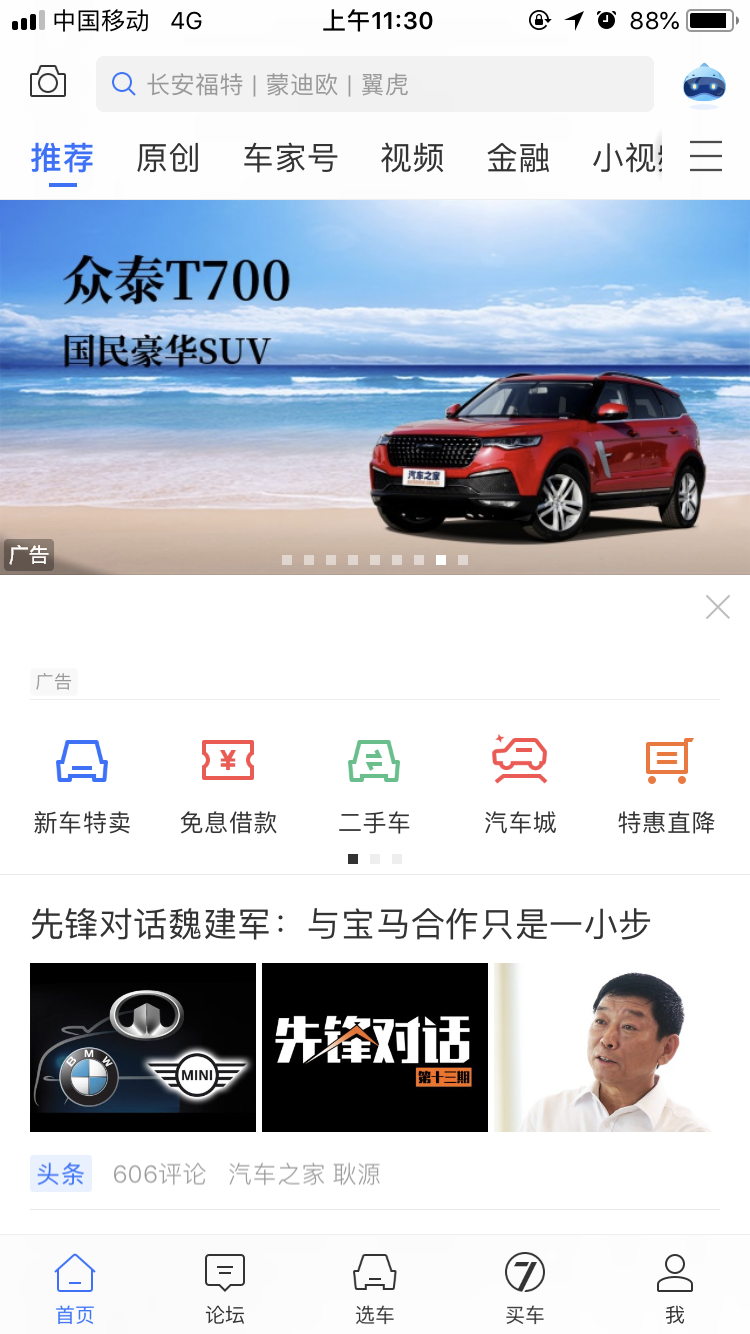 中国移动 4G 上午11:30 88%
长安福特 | 蒙迪欧 | 翼虎
推荐 原创 车家号 视频 金融 小视
众泰T700
国民豪华SUV
汽车之家
广告
广告
¥
新车特卖 免息借款 二手车 汽车城 特惠直降
先锋对话魏建军：与宝马合作只是一小步
BMW
MINI
先锋对话
第十三期
头条 606评论 汽车之家 耿源
7
首页 论坛 选车 买车 我